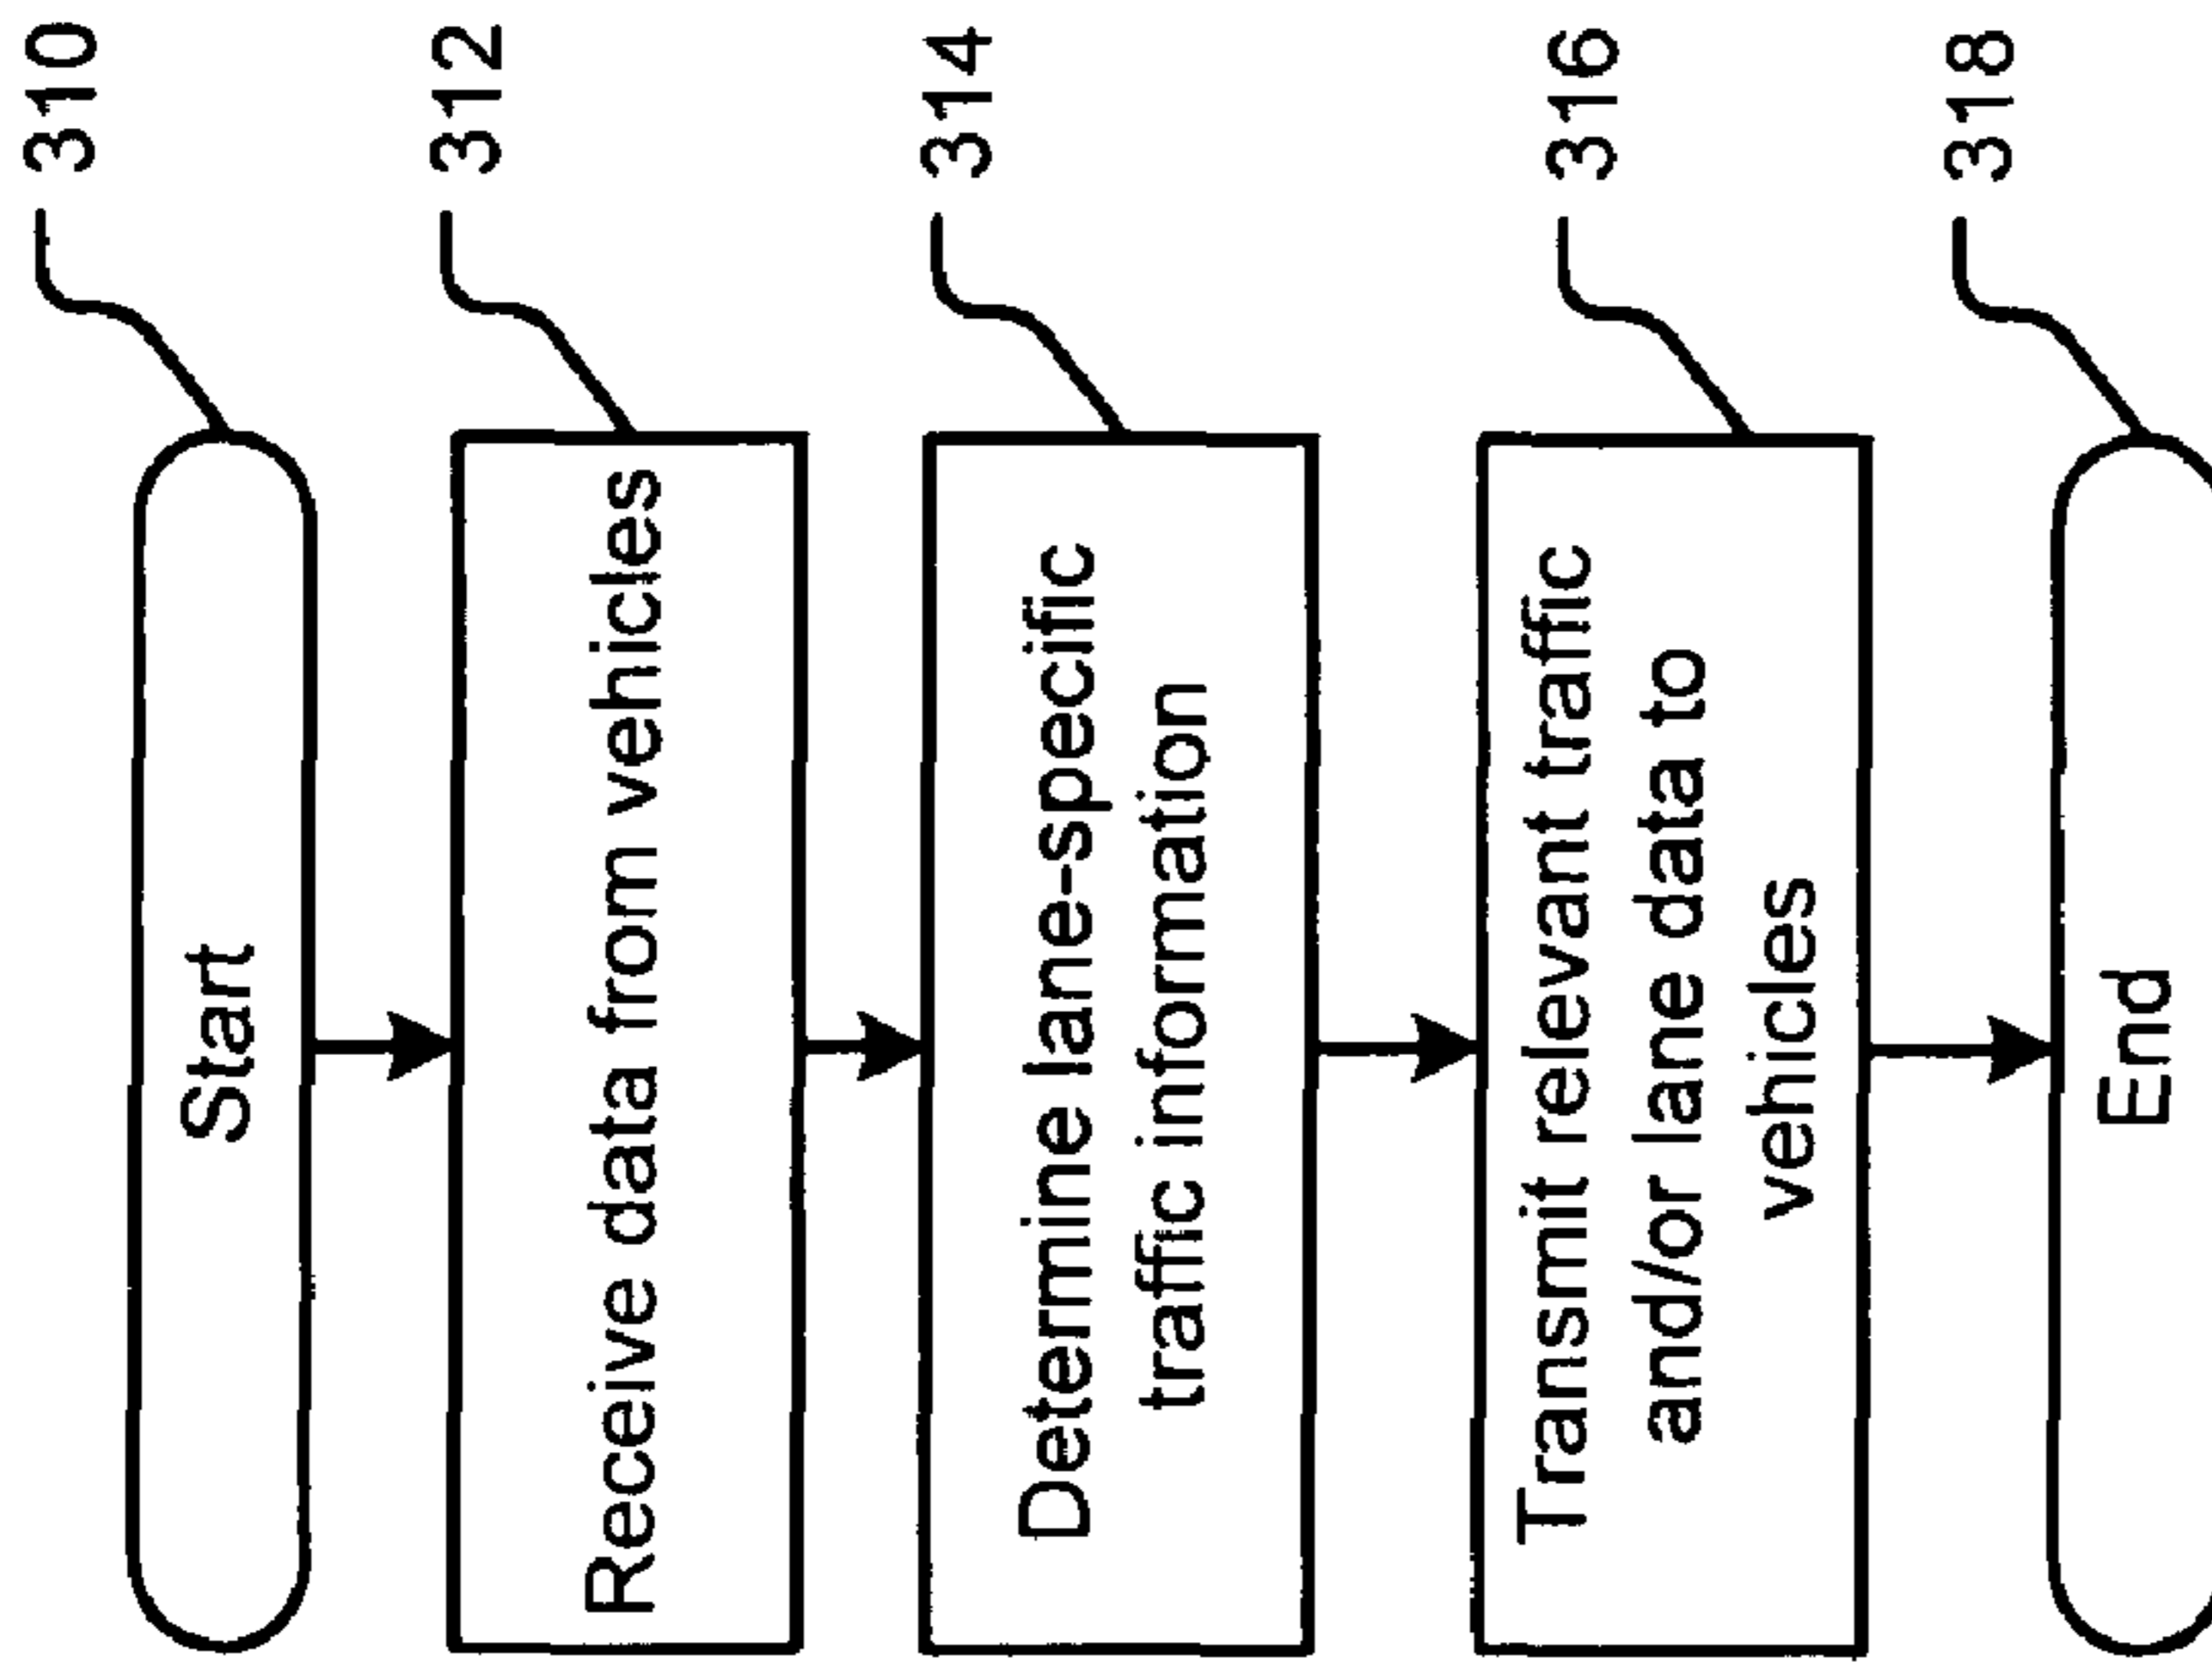 Start
310
Receive data from vehicles
312
Determine lane-specific
traffic information
314
Transmit relevant traffic
and/or lane data to
vehicles
316
End
318